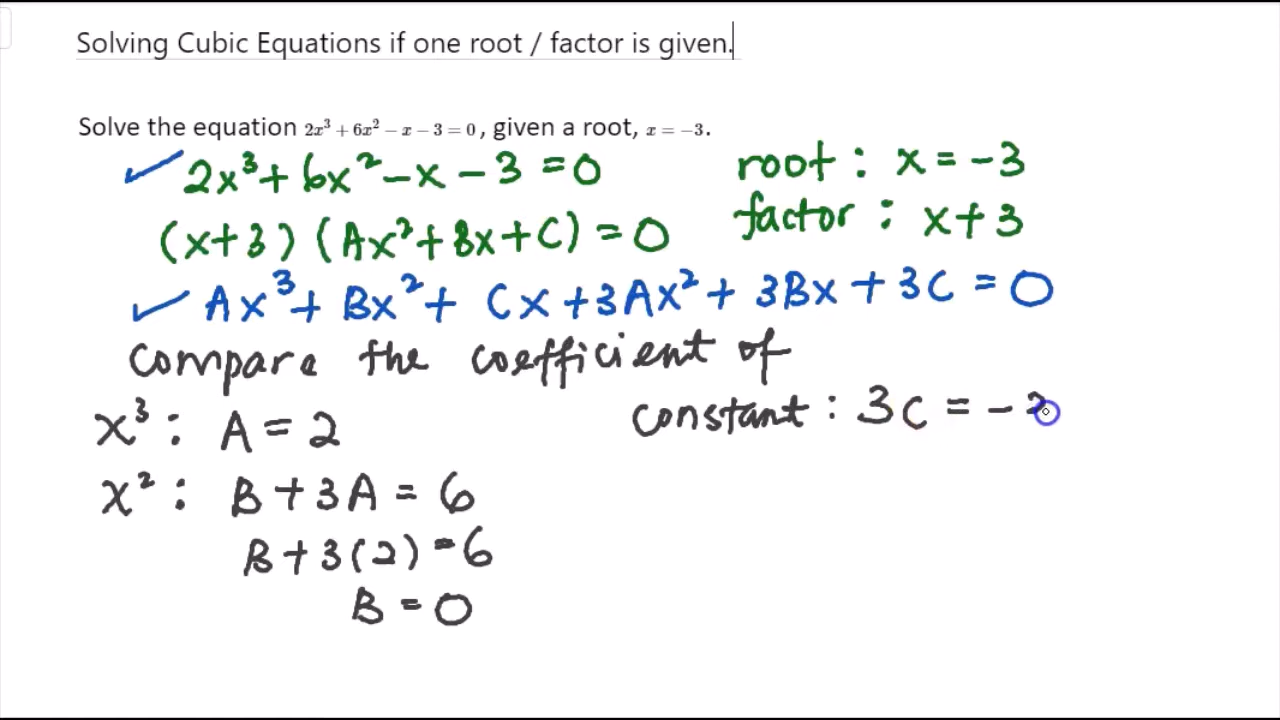 Solving Cubic Equations if one root / factor is given.
Solve the equation 2x³ + 6x² − x − 3 = 0, given a root, x = −3.
2x³ + 6x² − x − 3 = 0
root : x = −3
(x+3) (Ax² + Bx + C) = 0
factor : x + 3
Ax³ + Bx² + Cx + 3Ax² + 3Bx + 3C = 0
compare the coefficient of
x³ : A = 2
constant : 3C = −
x² : B + 3A = 6
B + 3(2) = 6
B = 0